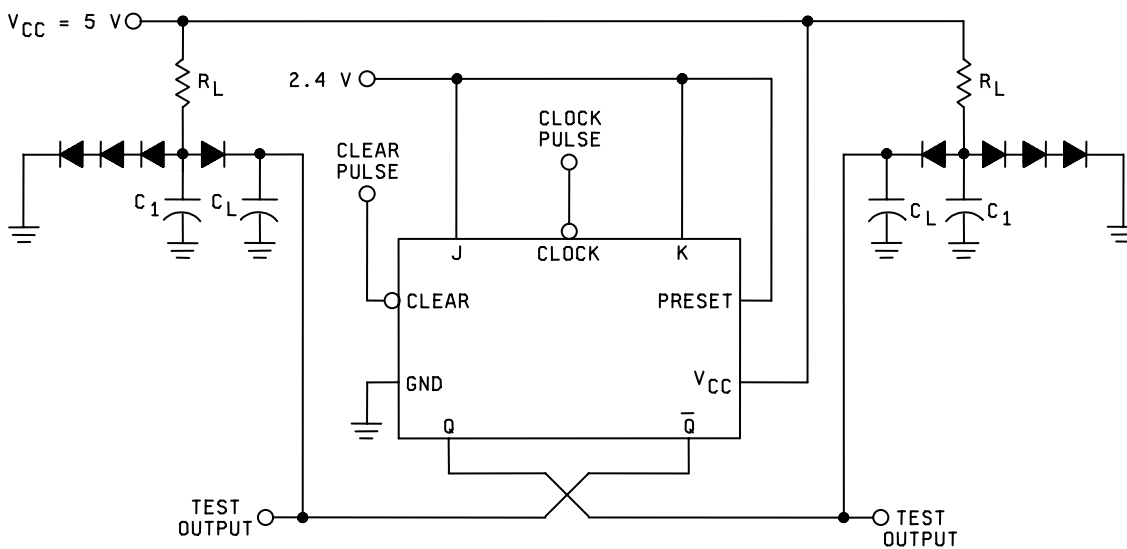 VCC = 5 V
RL
2.4 V
RL
CLOCK
PULSE
CLEAR
PULSE
C1
CL
CL
C1
J
CLOCK
K
CLEAR
PRESET
GND
VCC
Q
Q̅
TEST
OUTPUT
TEST
OUTPUT